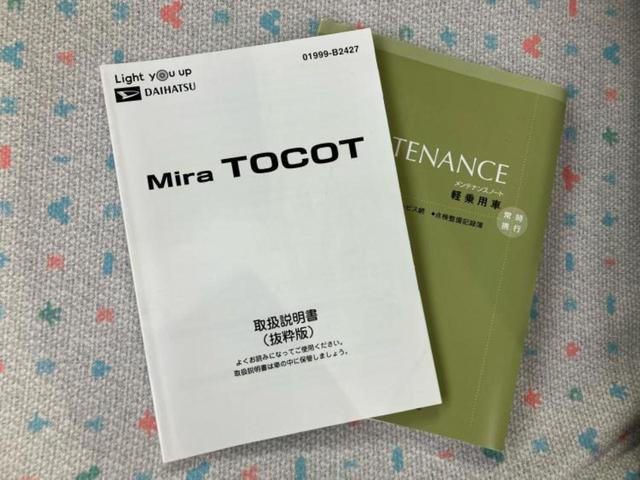 01999-B2427
Light you up
DAIHATSU
Mira TOCOT
取扱説明書
（抜粋版）
よくお読みになってご使用ください。
取扱説明書は車の中に保管しましょう。
TENANCE
メンテナンスノート
軽乗用車
ビス網 ●点検整備記録簿
常時
携行